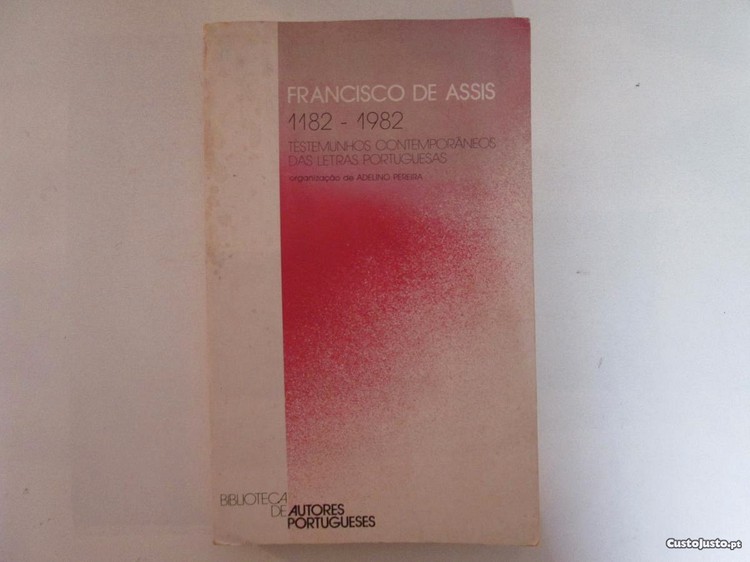 FRANCISCO DE ASSIS
1182 - 1982
TESTEMUNHOS CONTEMPORÂNEOS
DAS LETRAS PORTUGUESAS
organização de ADELINO PEREIRA
BIBLIOTECA
DE AUTORES
PORTUGUESES
CustoJusto.pt